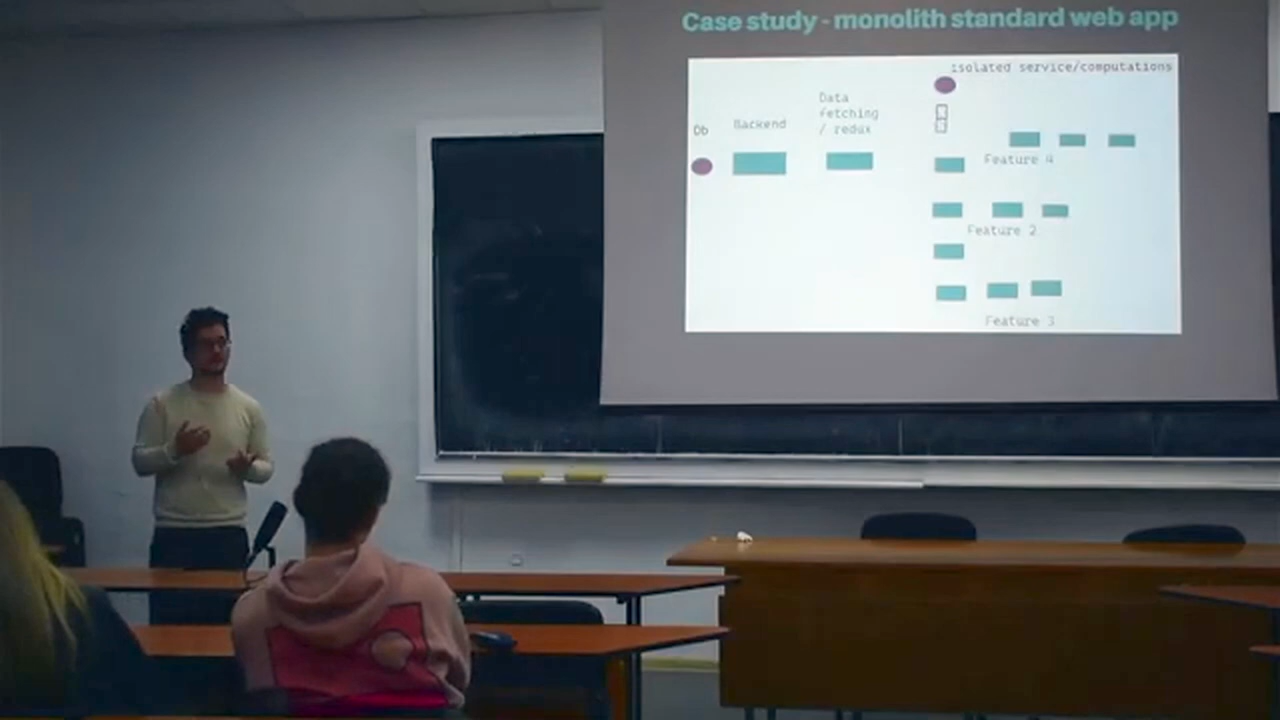 Case study - monolith standard web app
isolated service/computations
Db
Backend
Data
fetching
/ redux
Feature 4
Feature 2
Feature 3